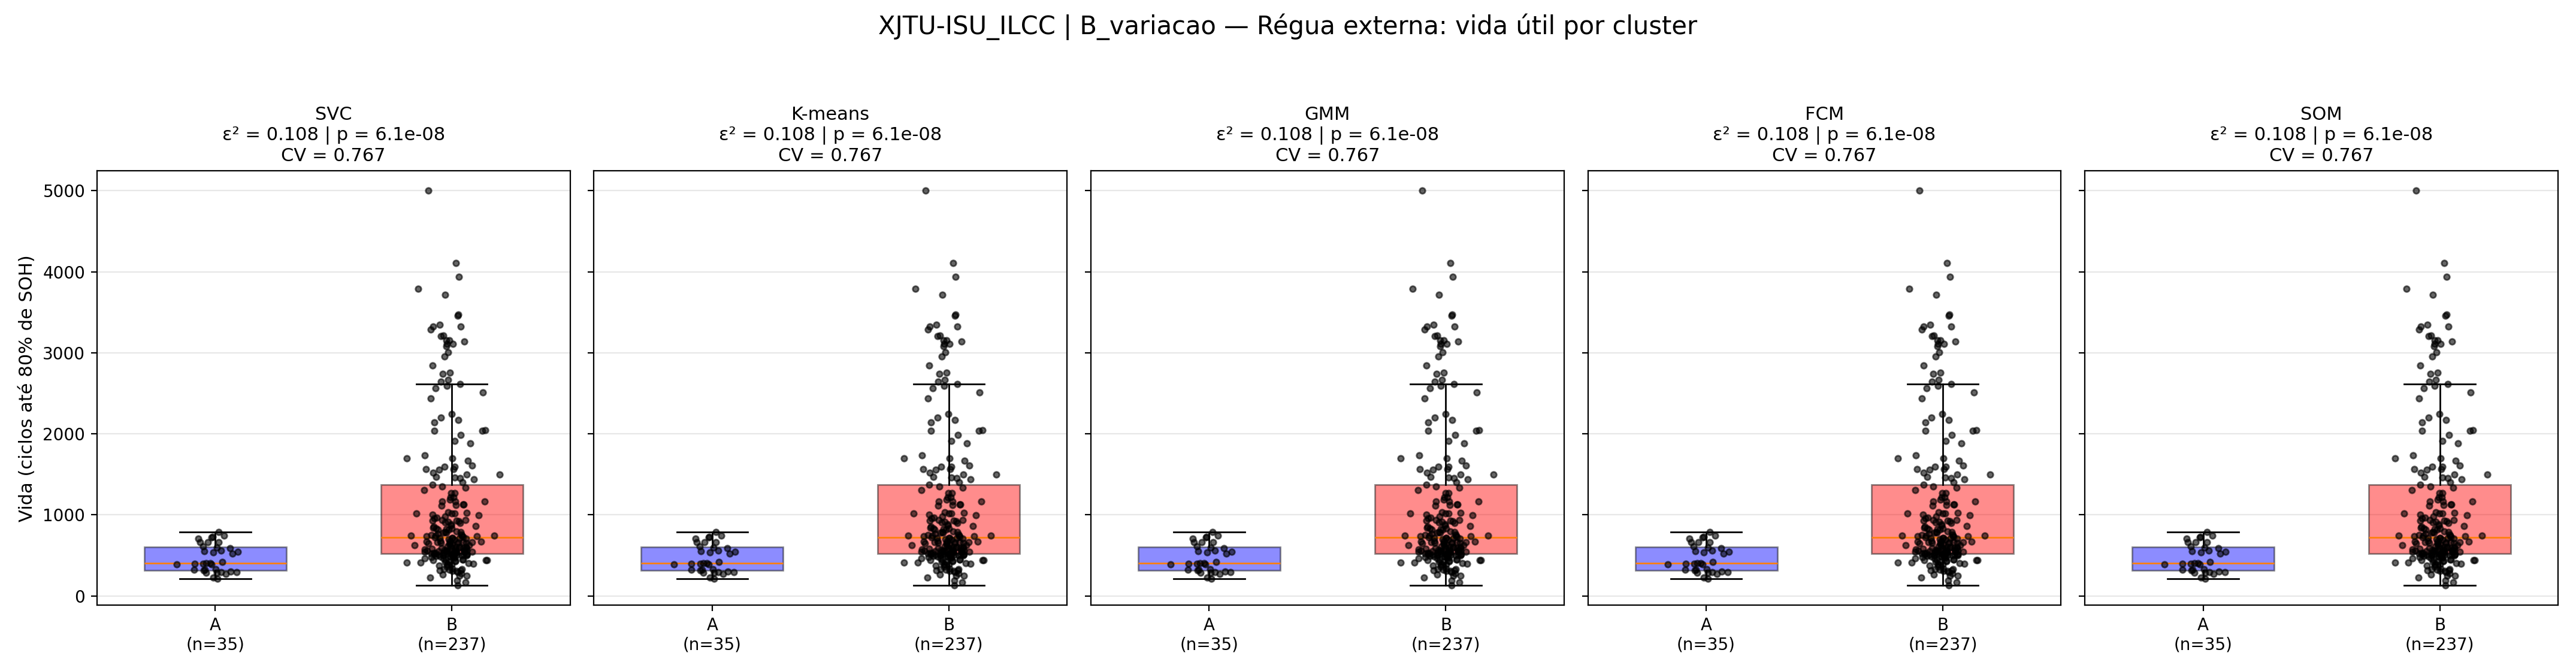 XJTU-ISU_ILCC | B_variacao — Régua externa: vida útil por cluster
SVC
ε² = 0.108 | p = 6.1e-08
CV = 0.767
K-means
ε² = 0.108 | p = 6.1e-08
CV = 0.767
GMM
ε² = 0.108 | p = 6.1e-08
CV = 0.767
FCM
ε² = 0.108 | p = 6.1e-08
CV = 0.767
SOM
ε² = 0.108 | p = 6.1e-08
CV = 0.767
Vida (ciclos até 80% de SOH)
5000
4000
3000
2000
1000
0
A
(n=35)
B
(n=237)
A
(n=35)
B
(n=237)
A
(n=35)
B
(n=237)
A
(n=35)
B
(n=237)
A
(n=35)
B
(n=237)